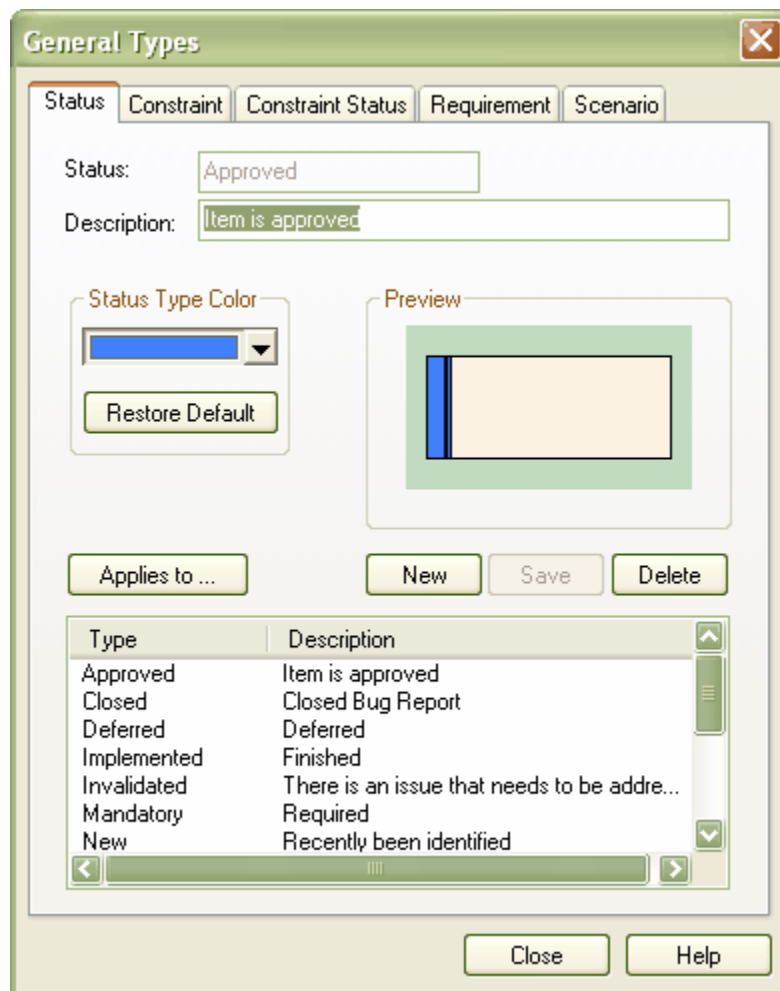 General Types
Status Constraint Constraint Status Requirement Scenario
Status: Approved
Description: Item is approved
Status Type Color Preview
Restore Default
Applies to ... New Save Delete
Type Description
Approved Item is approved
Closed Closed Bug Report
Deferred Deferred
Implemented Finished
Invalidated There is an issue that needs to be addre...
Mandatory Required
New Recently been identified
Close Help